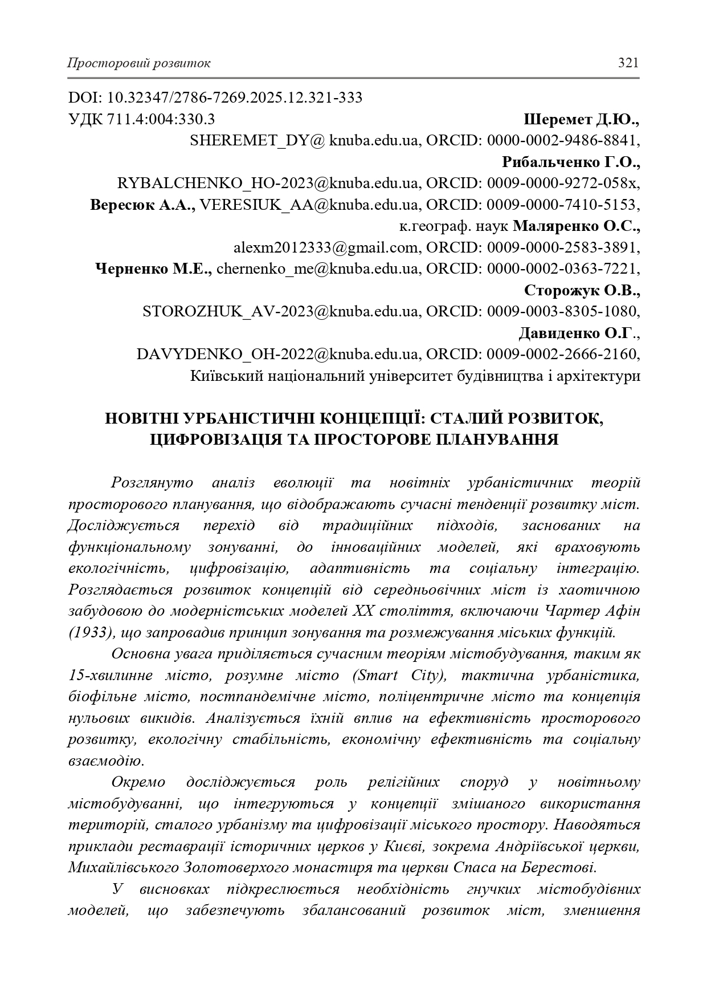 Просторовий розвиток 321
DOI: 10.32347/2786-7269.2025.12.321-333
УДК 711.4:004:330.3 Шеремет Д.Ю.,
SHEREMET_DY@ knuba.edu.ua, ORCID: 0000-0002-9486-8841,
Рибальченко Г.О.,
RYBALCHENKO_HO-2023@knuba.edu.ua, ORCID: 0009-0000-9272-058x,
Вересюк А.А., VERESIUK_AA@knuba.edu.ua, ORCID: 0009-0000-7410-5153,
к.географ. наук Маляренко О.С.,
alexm2012333@gmail.com, ORCID: 0009-0000-2583-3891,
Черненко М.Е., chernenko_me@knuba.edu.ua, ORCID: 0000-0002-0363-7221,
Сторожук О.В.,
STOROZHUK_AV-2023@knuba.edu.ua, ORCID: 0009-0003-8305-1080,
Давиденко О.Г.,
DAVYDENKO_OH-2022@knuba.edu.ua, ORCID: 0009-0002-2666-2160,
Київський національний університет будівництва і архітектури
НОВІТНІ УРБАНІСТИЧНІ КОНЦЕПЦІЇ: СТАЛИЙ РОЗВИТОК,
ЦИФРОВІЗАЦІЯ ТА ПРОСТОРОВЕ ПЛАНУВАННЯ
Розглянуто аналіз еволюції та новітніх урбаністичних теорій
просторового планування, що відображають сучасні тенденції розвитку міст.
Досліджується перехід від традиційних підходів, заснованих на
функціональному зонуванні, до інноваційних моделей, які враховують
екологічність, цифровізацію, адаптивність та соціальну інтеграцію.
Розглядається розвиток концепцій від середньовічних міст із хаотичною
забудовою до модерністських моделей XX століття, включаючи Чартер Афін
(1933), що запровадив принцип зонування та розмежування міських функцій.
Основна увага приділяється сучасним теоріям містобудування, таким як
15-хвилинне місто, розумне місто (Smart City), тактична урбаністика,
біофільне місто, постпандемічне місто, поліцентричне місто та концепція
нульових викидів. Аналізується їхній вплив на ефективність просторового
розвитку, екологічну стабільність, економічну ефективність та соціальну
взаємодію.
Окремо досліджується роль релігійних споруд у новітньому
містобудуванні, що інтегруються у концепції змішаного використання
територій, сталого урбанізму та цифровізації міського простору. Наводяться
приклади реставрації історичних церков у Києві, зокрема Андріївської церкви,
Михайлівського Золотоверхого монастиря та церкви Спаса на Берестові.
У висновках підкреслюється необхідність гнучких містобудівних
моделей, що забезпечують збалансований розвиток міст, зменшення